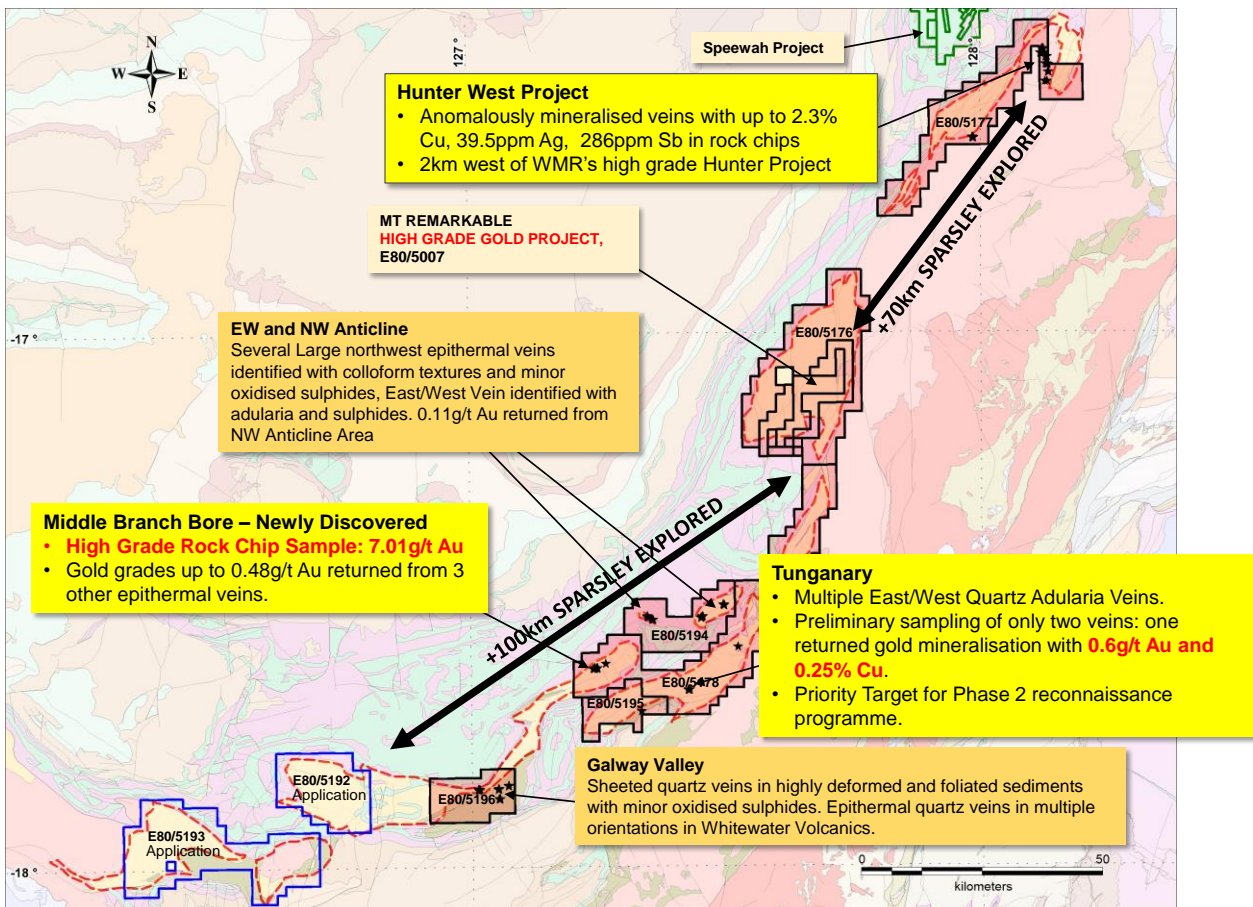 N
W E
S
127 °
128 °
Speewah Project
Hunter West Project
• Anomalously mineralised veins with up to 2.3%
Cu, 39.5ppm Ag, 286ppm Sb in rock chips
• 2km west of WMR's high grade Hunter Project
E80/5177
MT REMARKABLE
HIGH GRADE GOLD PROJECT,
E80/5007
+70km SPARSLEY EXPLORED
-17 °
E80/5176
EW and NW Anticline
Several Large northwest epithermal veins
identified with colloform textures and minor
oxidised sulphides, East/West Vein identified with
adularia and sulphides. 0.11g/t Au returned from
NW Anticline Area
+100km SPARSLEY EXPLORED
Middle Branch Bore – Newly Discovered
• High Grade Rock Chip Sample: 7.01g/t Au
• Gold grades up to 0.48g/t Au returned from 3
other epithermal veins.
Tunganary
• Multiple East/West Quartz Adularia Veins.
• Preliminary sampling of only two veins: one
returned gold mineralisation with 0.6g/t Au and
0.25% Cu.
• Priority Target for Phase 2 reconnaissance
programme.
E80/5194
E80/5478
E80/5195
Galway Valley
Sheeted quartz veins in highly deformed and foliated sediments
with minor oxidised sulphides. Epithermal quartz veins in multiple
orientations in Whitewater Volcanics.
E80/5192
Application
E80/5196
E80/5193
Application
-18 °
0 50
kilometers